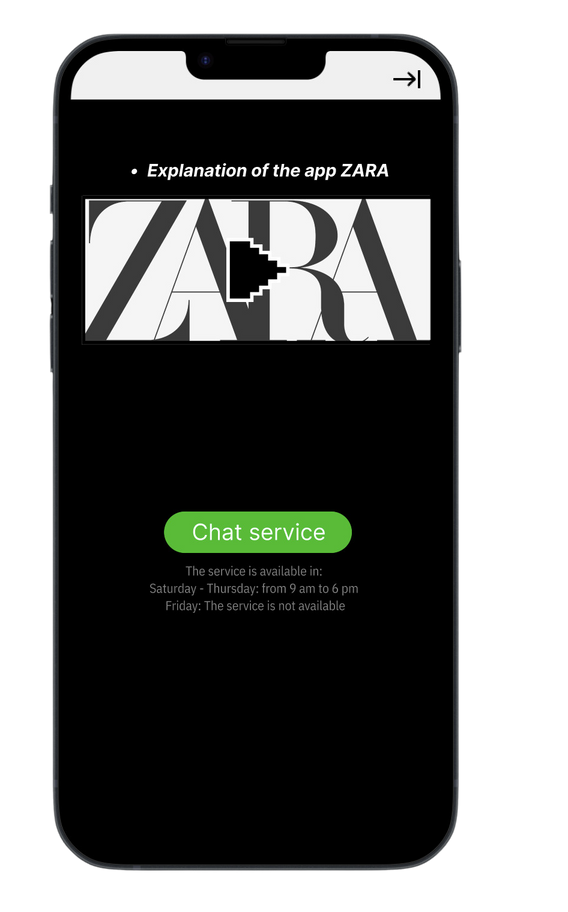 • Explanation of the app ZARA
ZARA
Chat service
The service is available in:
Saturday - Thursday: from 9 am to 6 pm
Friday: The service is not available